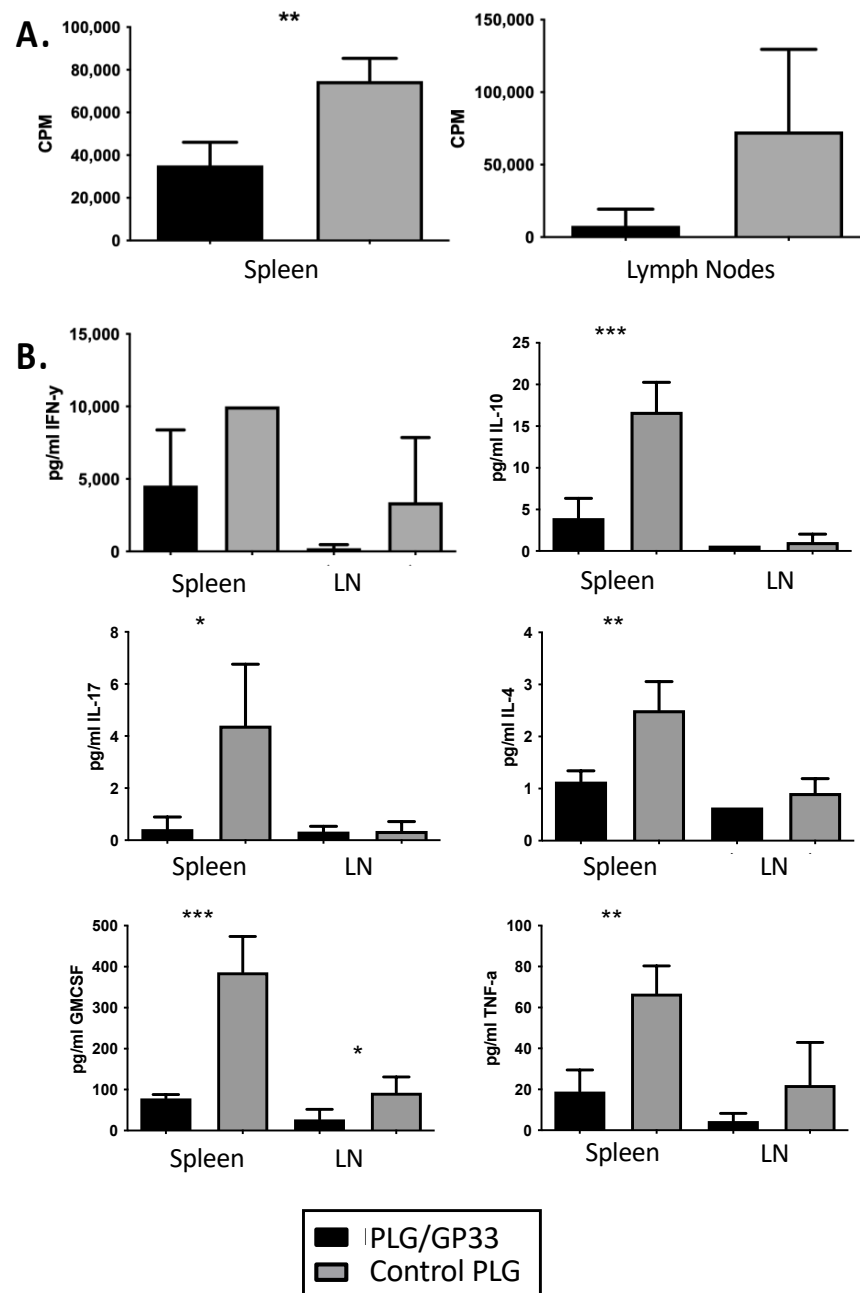 A.
**
100,000
80,000
60,000
40,000
20,000
0
CPM
Spleen
150,000
100,000
50,000
0
CPM
Lymph Nodes
B.
15,000
10,000
5,000
0
pg/ml IFN-y
Spleen LN
***
25
20
15
10
5
0
pg/ml IL-10
Spleen LN
*
8
6
4
2
0
pg/ml IL-17
Spleen LN
**
4
3
2
1
0
pg/ml IL-4
Spleen LN
***
*
500
400
300
200
100
0
pg/ml GMCSF
Spleen LN
**
100
80
60
40
20
0
pg/ml TNF-a
Spleen LN
PLG/GP33
Control PLG